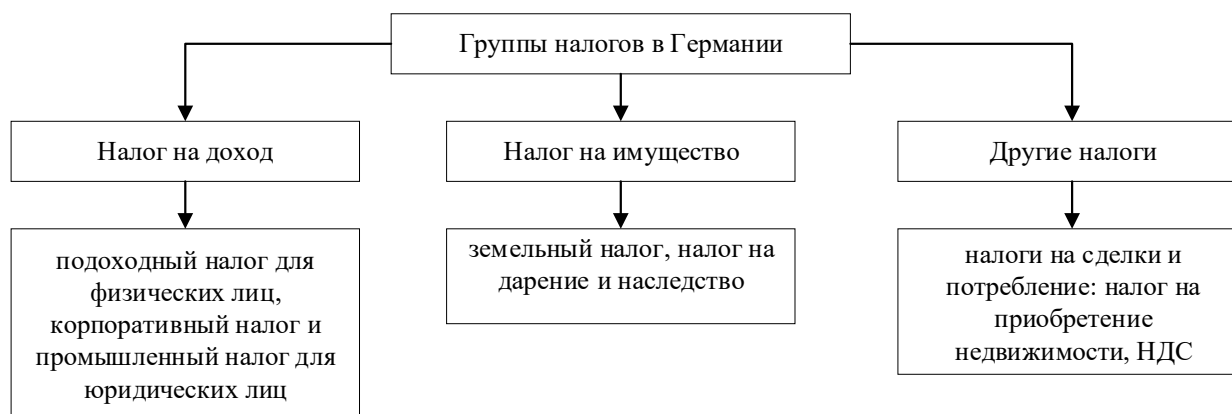 Группы налогов в Германии
Налог на доход
Налог на имущество
Другие налоги
подоходный налог для
физических лиц,
корпоративный налог и
промышленный налог для
юридических лиц
земельный налог, налог на
дарение и наследство
налоги на сделки и
потребление: налог на
приобретение
недвижимости, НДС